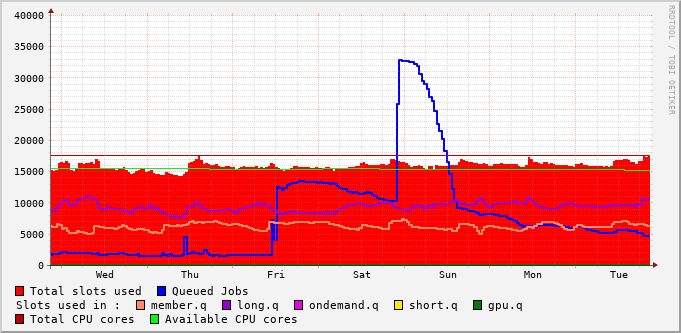 RRDTOOL / TOBI OETIKER
40000
35000
30000
25000
20000
15000
10000
5000
0
Wed Thu Fri Sat Sun Mon Tue
Total slots used Queued Jobs
Slots used in : member.q long.q ondemand.q short.q gpu.q
Total CPU cores Available CPU cores